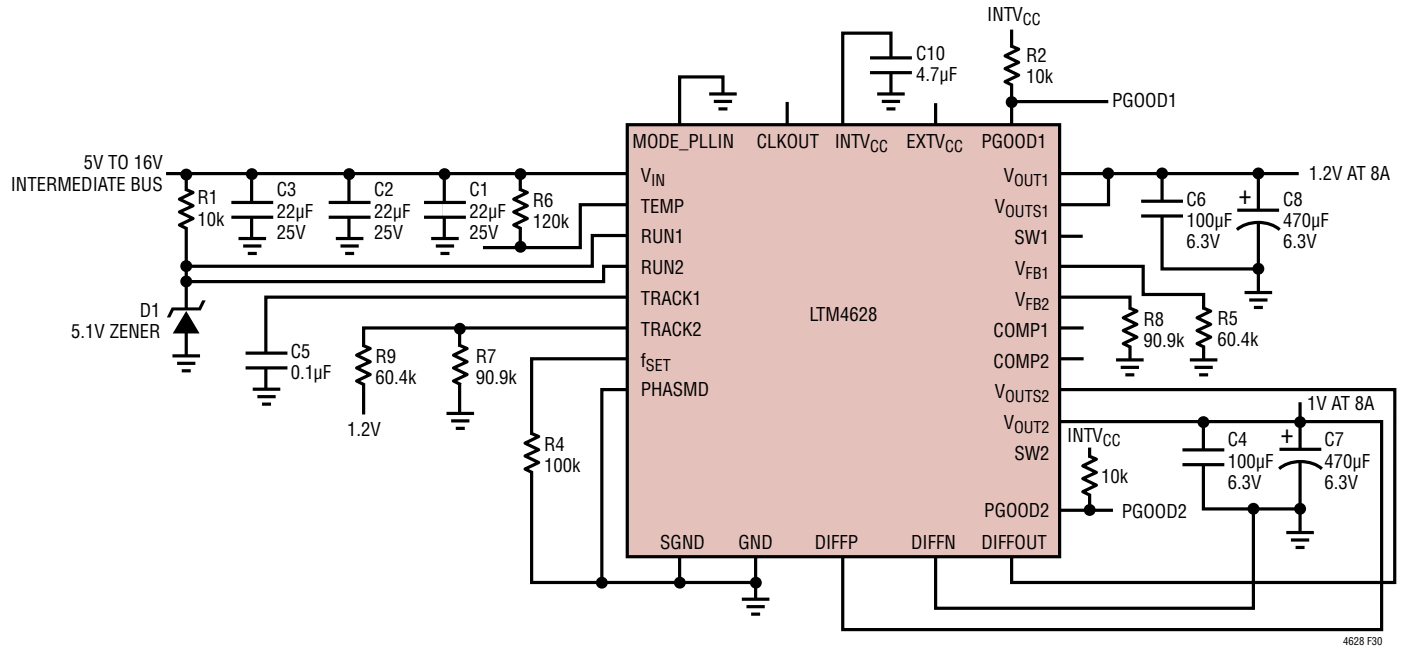 INTVCC
R2
10k
PGOOD1
C10
4.7µF
MODE_PLLIN
CLKOUT
INTVCC
EXTVCC
PGOOD1
5V TO 16V
INTERMEDIATE BUS
R1
10k
C3
22µF
25V
C2
22µF
25V
C1
22µF
25V
R6
120k
D1
5.1V ZENER
C5
0.1µF
R9
60.4k
1.2V
R7
90.9k
R4
100k
VIN
TEMP
RUN1
RUN2
TRACK1
TRACK2
fSET
PHASMD
LTM4628
VOUT1
VOUTS1
SW1
VFB1
VFB2
COMP1
COMP2
VOUTS2
VOUT2
SW2
PGOOD2
SGND
GND
DIFFP
DIFFN
DIFFOUT
1.2V AT 8A
C6
100µF
6.3V
+
C8
470µF
6.3V
R8
90.9k
R5
60.4k
1V AT 8A
INTVCC
10k
PGOOD2
C4
100µF
6.3V
+
C7
470µF
6.3V
4628 F30